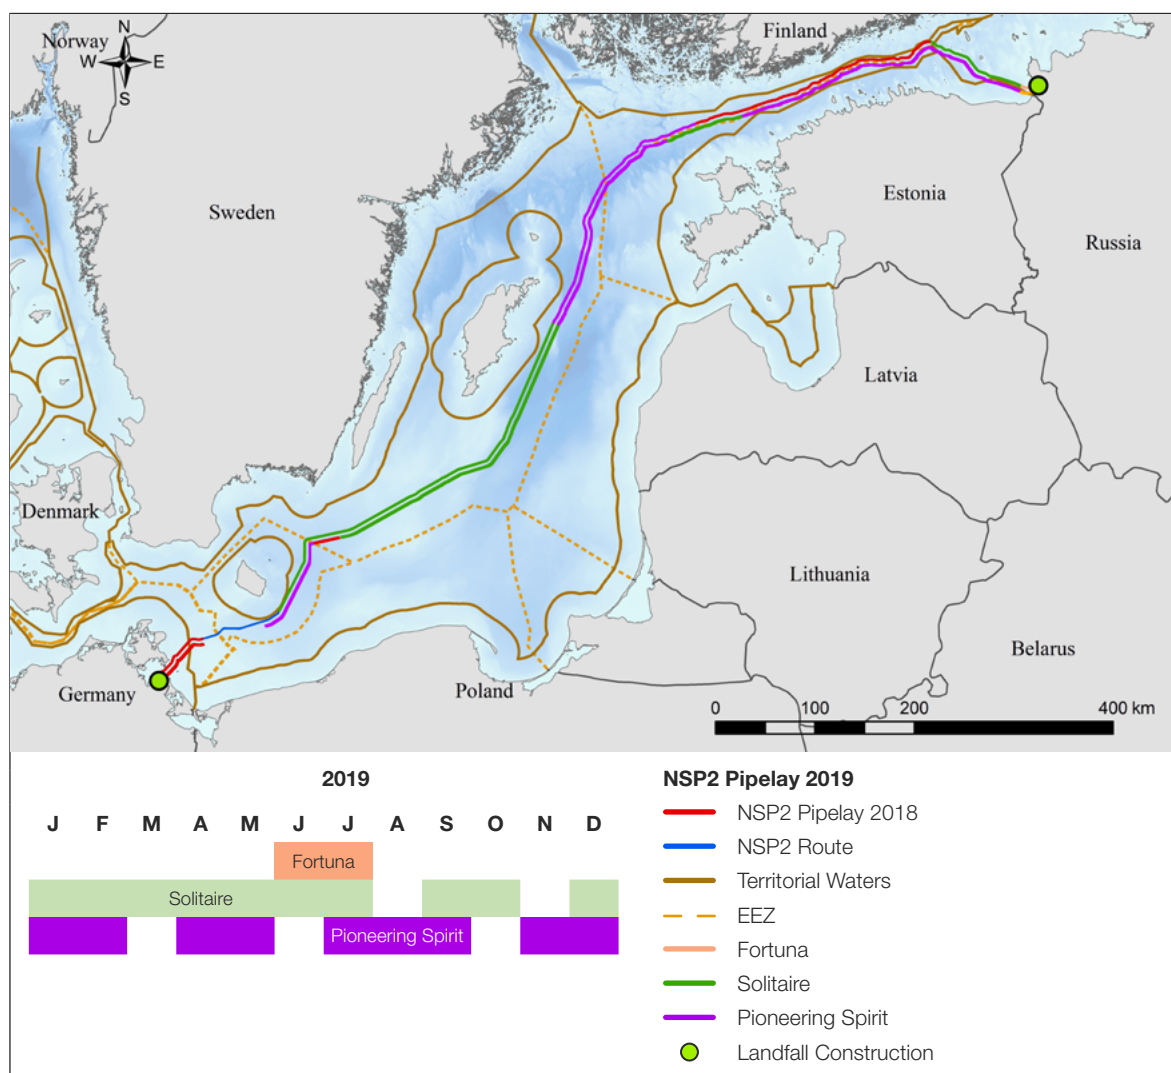 Norway
N
W E
S
Finland
Sweden
Estonia
Russia
Latvia
Denmark
Lithuania
Belarus
Germany
Poland
0 100 200 400 km
2019
J F M A M J J A S O N D
Fortuna
Solitaire
Pioneering Spirit
NSP2 Pipelay 2019
NSP2 Pipelay 2018
NSP2 Route
Territorial Waters
EEZ
Fortuna
Solitaire
Pioneering Spirit
Landfall Construction